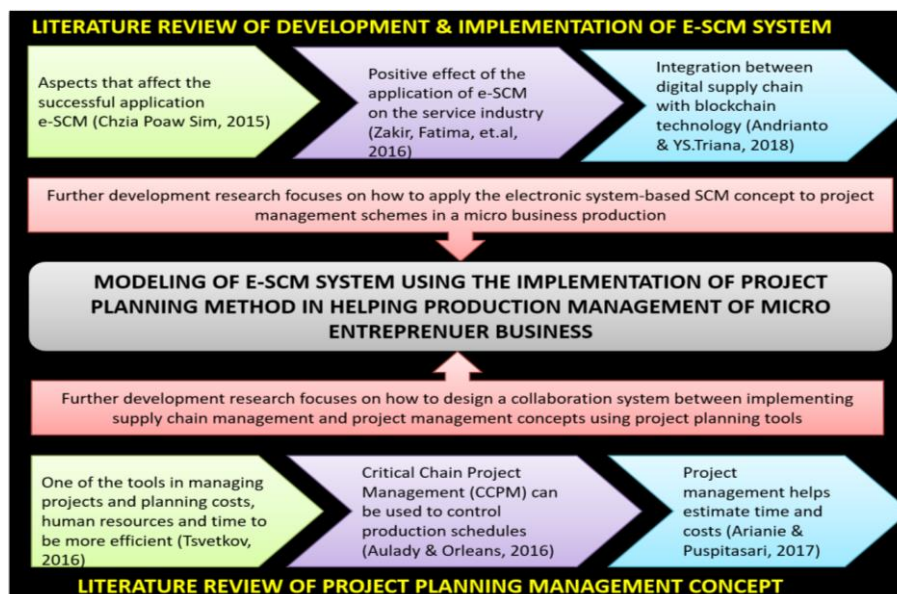 LITERATURE REVIEW OF DEVELOPMENT & IMPLEMENTATION OF E-SCM SYSTEM
Aspects that affect the
successful application
e-SCM (Chzia Poaw Sim, 2015)
Positive effect of the
application of e-SCM
on the service industry
(Zakir, Fatima, et.al,
2016)
Integration between
digital supply chain
with blockchain
technology (Andrianto
& YS.Triana, 2018)
Further development research focuses on how to apply the electronic system-based SCM concept to project
management schemes in a micro business production
MODELING OF E-SCM SYSTEM USING THE IMPLEMENTATION OF PROJECT
PLANNING METHOD IN HELPING PRODUCTION MANAGEMENT OF MICRO
ENTREPRENUER BUSINESS
Further development research focuses on how to design a collaboration system between implementing
supply chain management and project management concepts using project planning tools
One of the tools in managing
projects and planning costs,
human resources and time to
be more efficient (Tsvetkov,
2016)
Critical Chain Project
Management (CCPM) can
be used to control
production schedules
(Aulady & Orleans, 2016)
Project
management helps
estimate time and
costs (Arianie &
Puspitasari, 2017)
LITERATURE REVIEW OF PROJECT PLANNING MANAGEMENT CONCEPT